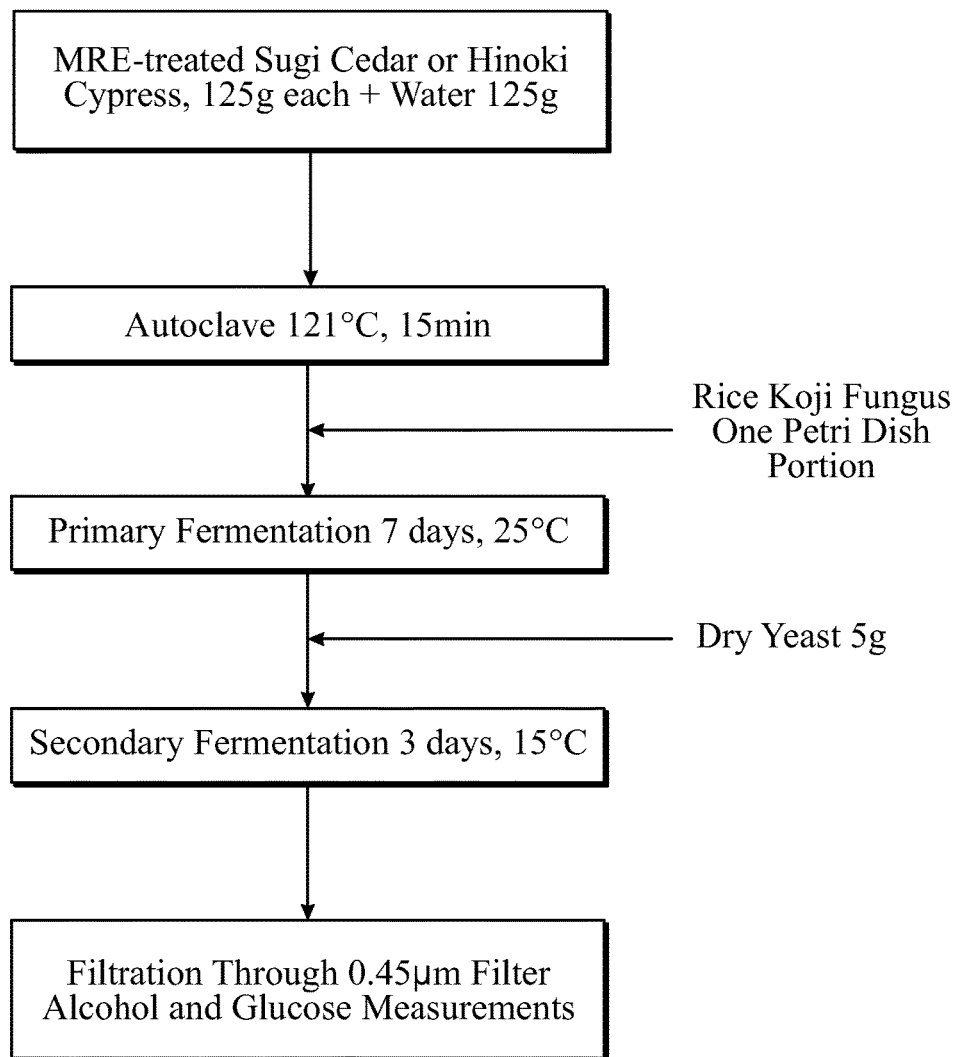 MRE-treated Sugi Cedar or Hinoki
Cypress, 125g each + Water 125g
Autoclave 121°C, 15min
Rice Koji Fungus
One Petri Dish
Portion
Primary Fermentation 7 days, 25°C
Dry Yeast 5g
Secondary Fermentation 3 days, 15°C
Filtration Through 0.45μm Filter
Alcohol and Glucose Measurements